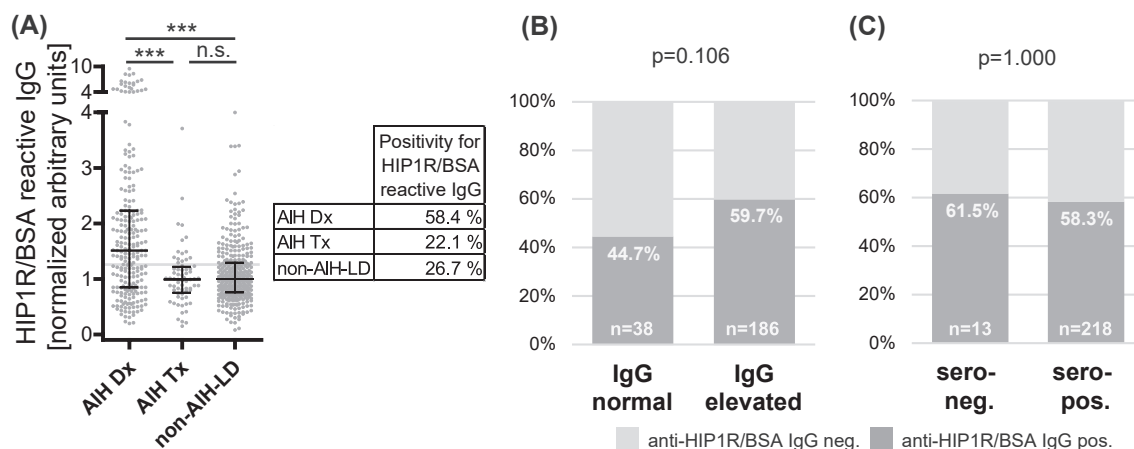 (A)
***
***
n.s.
HIP1R/BSA reactive IgG
[normalized arbitrary units]
10
4
4
3
2
1
0
AIH Dx
AIH Tx
non-AIH-LD
Positivity for
HIP1R/BSA
reactive IgG
AIH Dx 58.4 %
AIH Tx 22.1 %
non-AIH-LD 26.7 %
(B)
p=0.106
100%
80%
60%
40%
20%
0%
44.7%
59.7%
n=38
n=186
IgG
normal
IgG
elevated
(C)
p=1.000
100%
80%
60%
40%
20%
0%
61.5%
58.3%
n=13
n=218
sero-
neg.
sero-
pos.
anti-HIP1R/BSA IgG neg.
anti-HIP1R/BSA IgG pos.